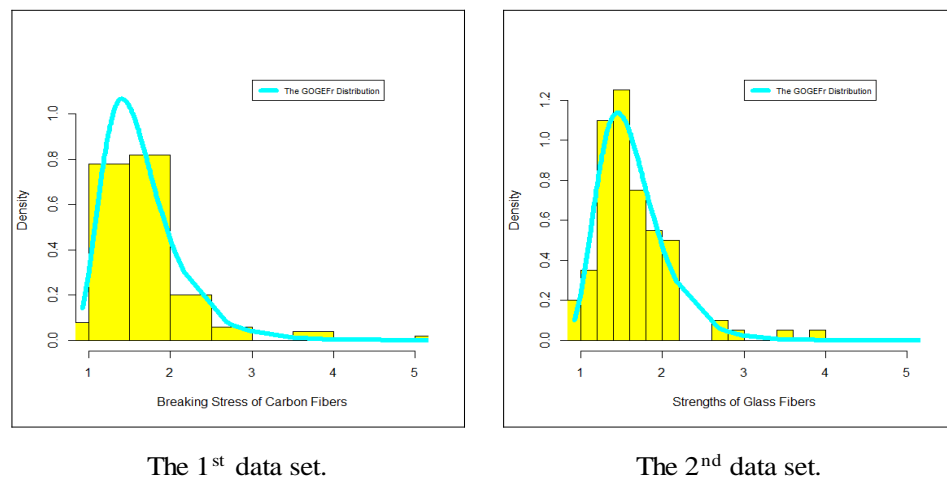 The GOGEFr Distribution
Density
0.0 0.2 0.4 0.6 0.8 1.0
1 2 3 4 5
Breaking Stress of Carbon Fibers
The 1st data set.
The GOGEFr Distribution
Density
0.0 0.2 0.4 0.6 0.8 1.0 1.2
1 2 3 4 5
Strengths of Glass Fibers
The 2nd data set.